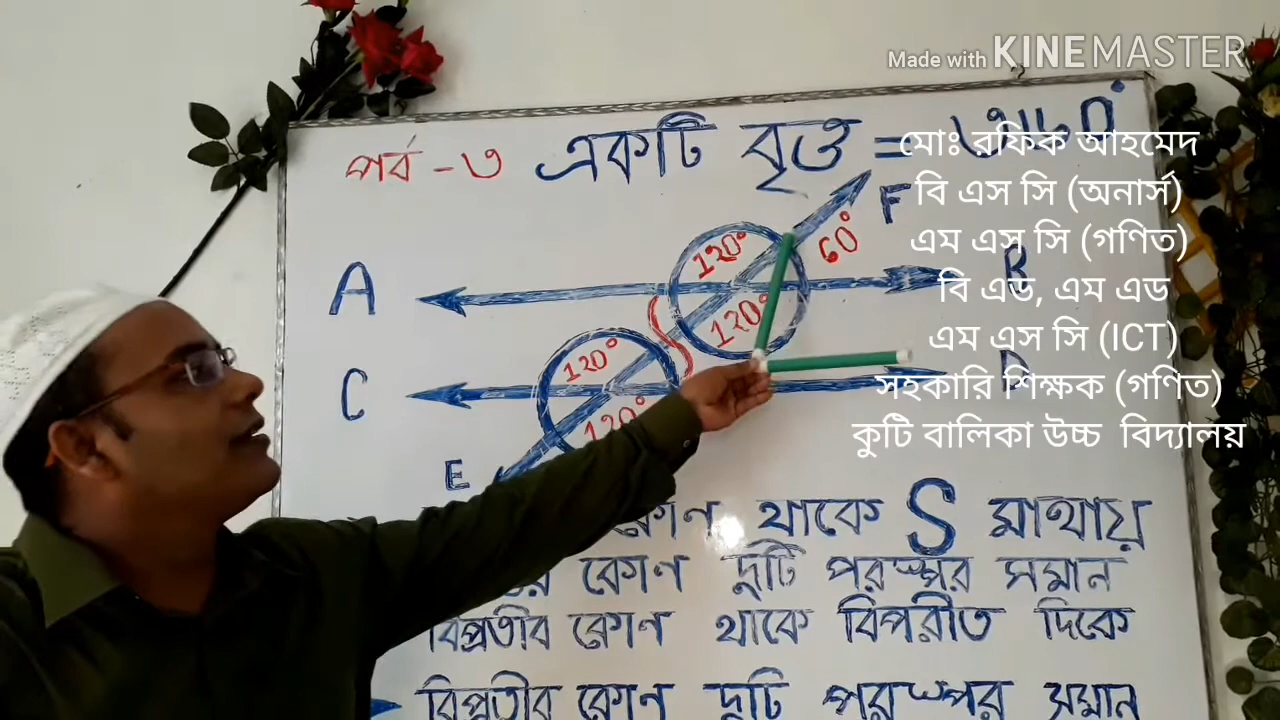 Made with KINEMASTER
পর্ব - ৩ একটি বৃত্ত = ৩৬০°
মোঃ রফিক আহমেদ
বি এস সি (অনার্স)
এম এস সি (গণিত)
বি এড, এম এড
এম এস সি (ICT)
সহকারি শিক্ষক (গণিত)
কুটি বালিকা উচ্চ বিদ্যালয়
F
120° 60°
A B
120°
120°
C D
120°
E
কোণ থাকে S মাথায়
কোণ দুটি পরস্পর সমান
বিপ্রতীব কোণ থাকে বিপরীত দিকে
বিপ্রতীব কোণ দুটি পরস্পর সমান